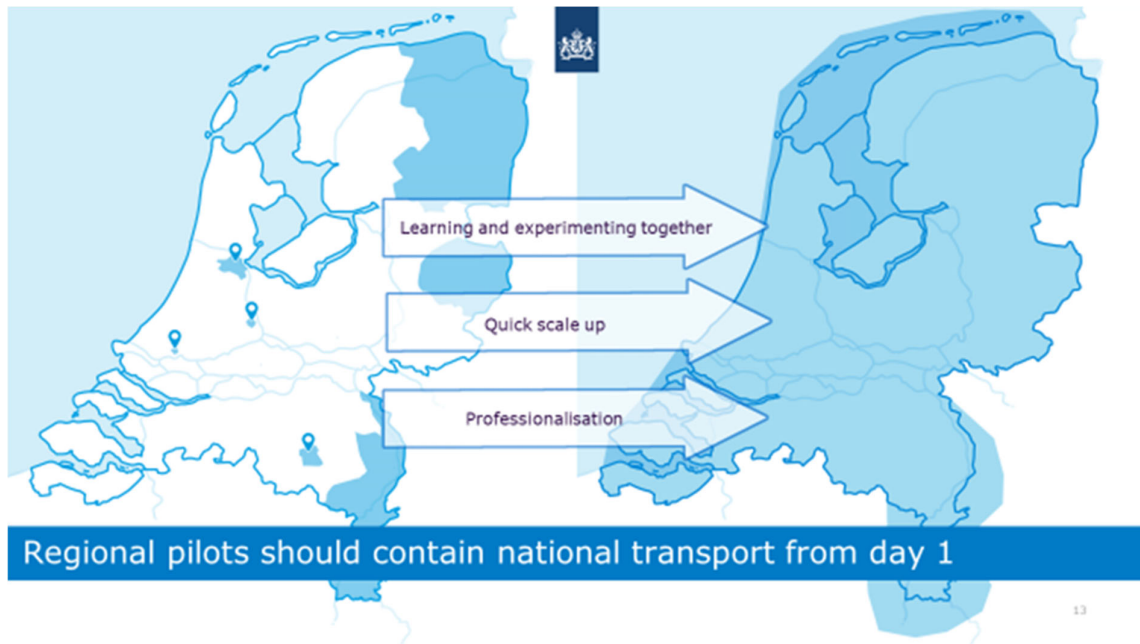 Learning and experimenting together
Quick scale up
Professionalisation
Regional pilots should contain national transport from day 1
13